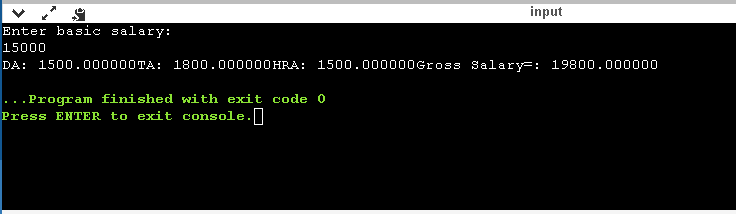 input
Enter basic salary:
15000
DA: 1500.000000TA: 1800.000000HRA: 1500.000000Gross Salary=: 19800.000000
...Program finished with exit code 0
Press ENTER to exit console.